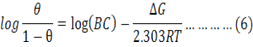 log θ/(1 − θ) = log(BC) − ΔG/(2.303RT) … … … … (6)